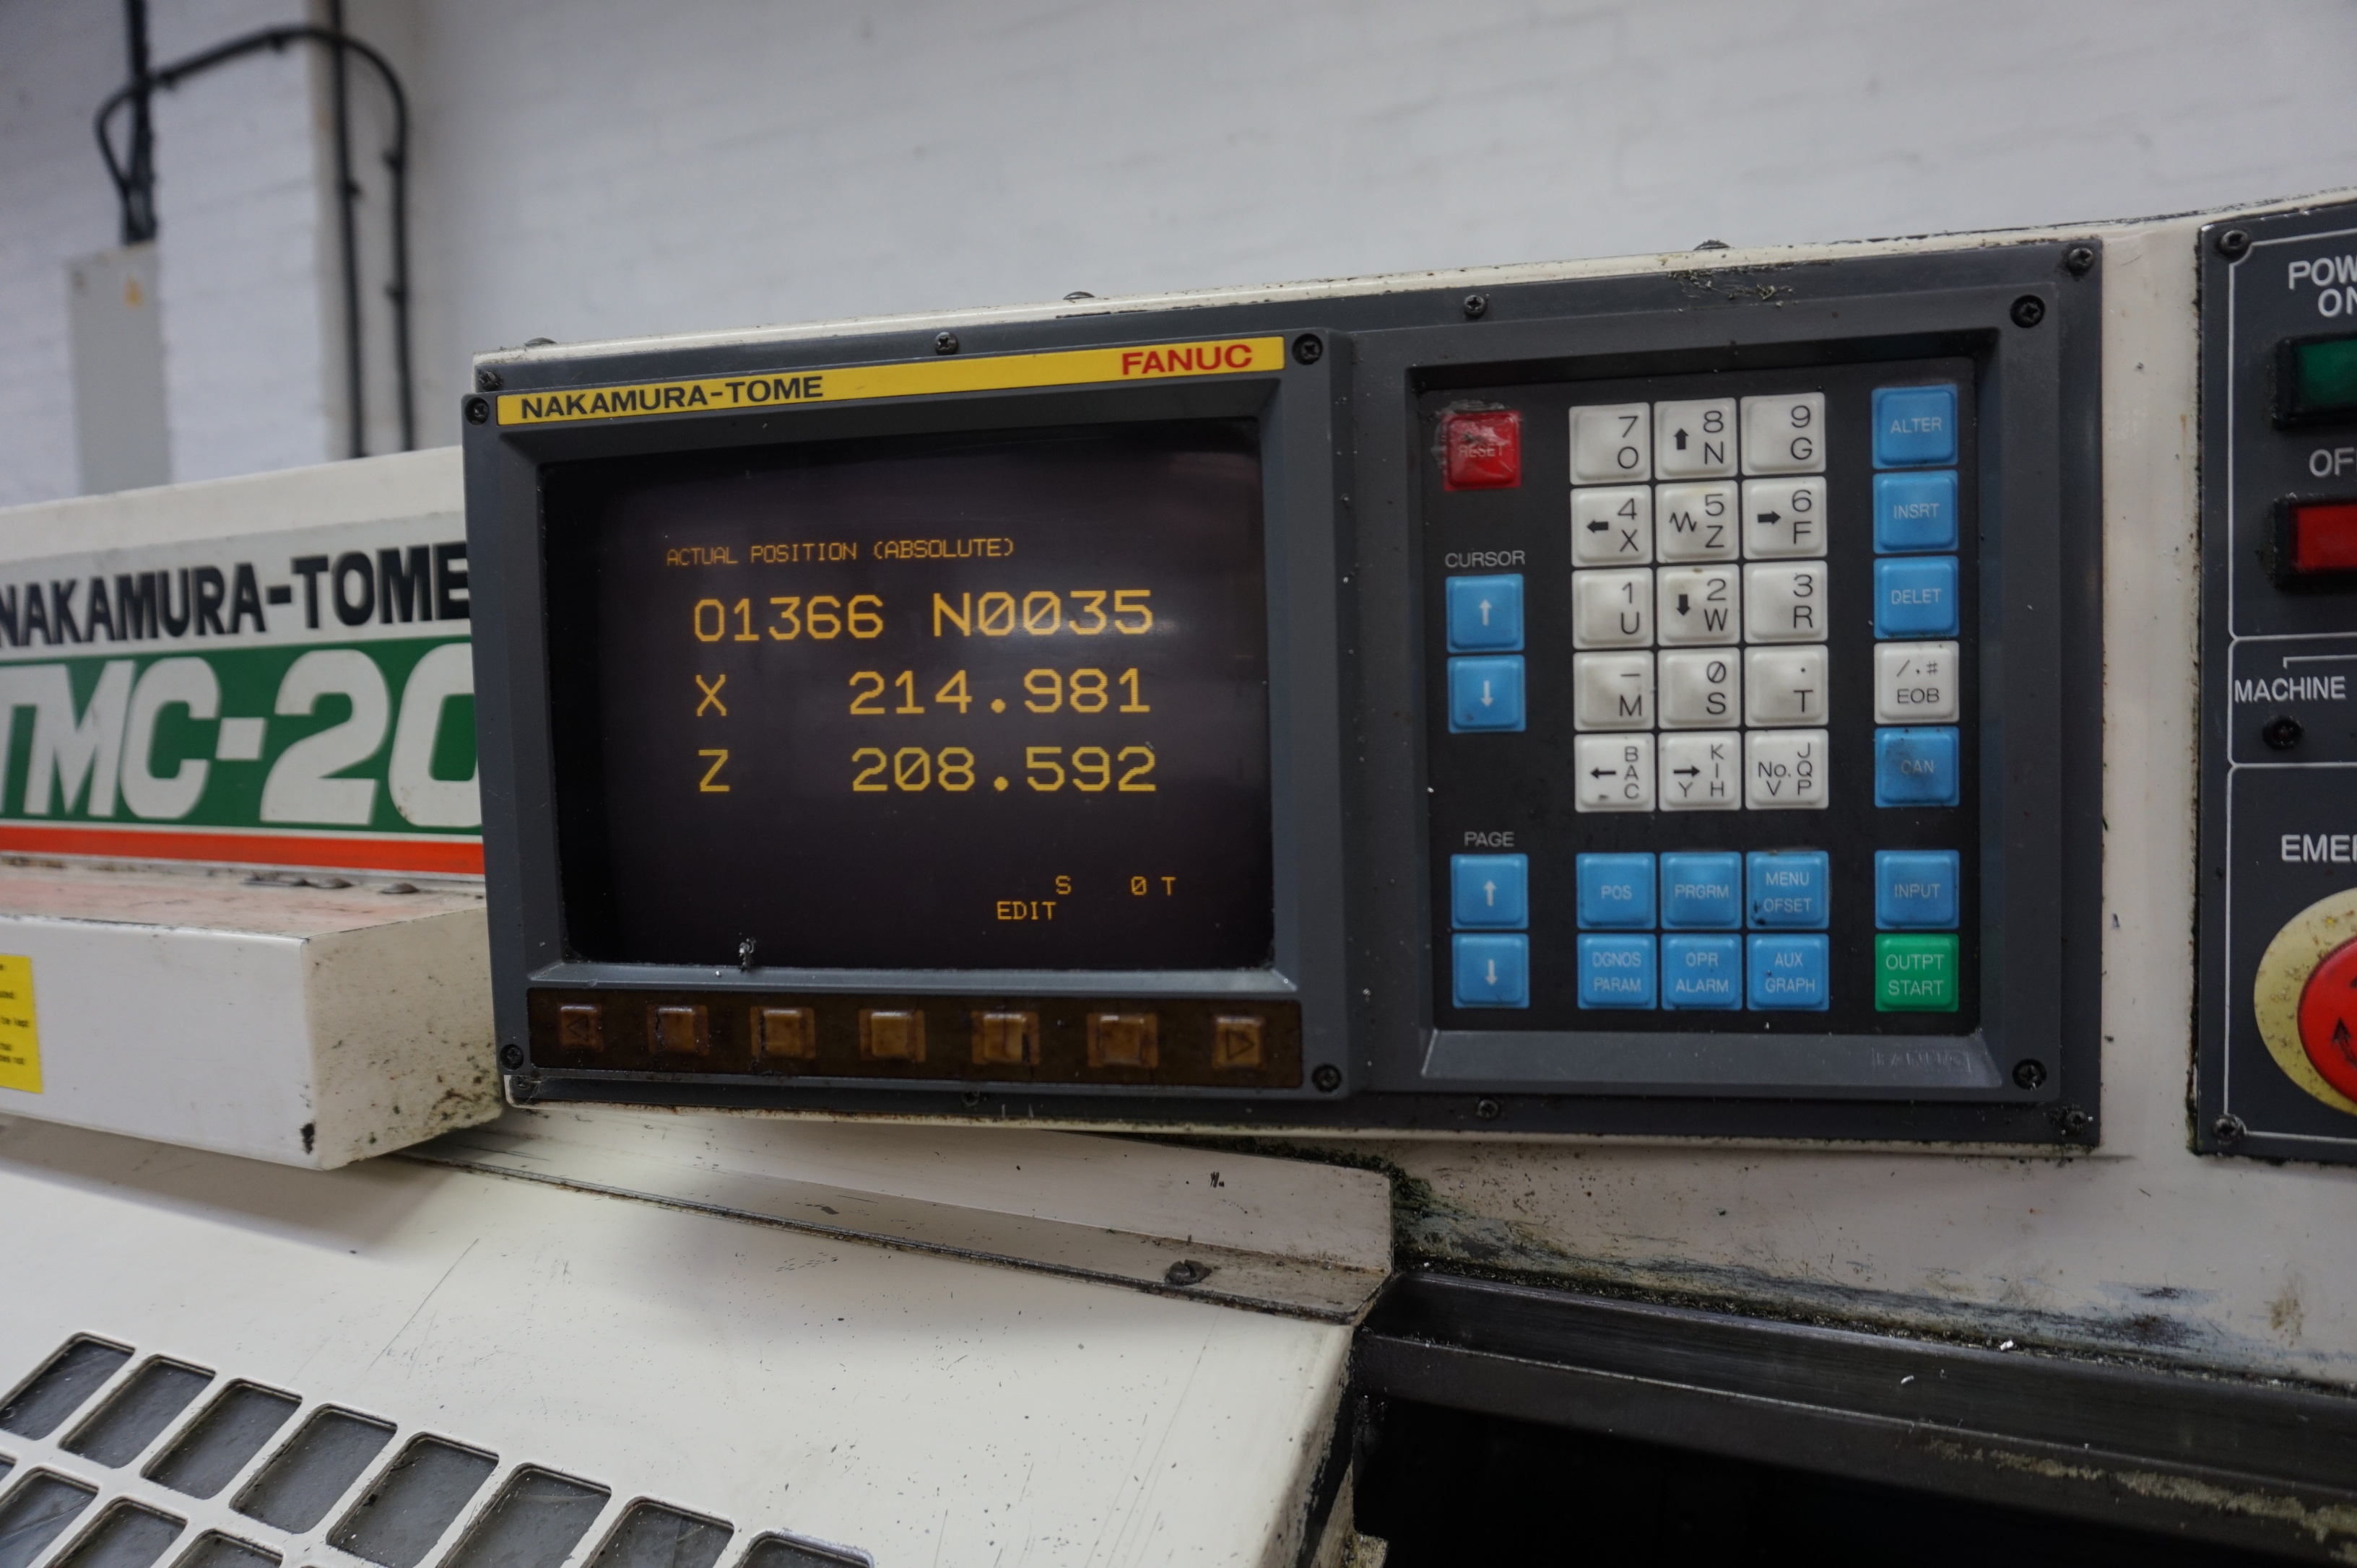 NAKAMURA-TOME
TMC-20
NAKAMURA-TOME FANUC
ACTUAL POSITION (ABSOLUTE)
O1366 N0035
X 214.981
Z 208.592
S 0 T
EDIT
RESET
CURSOR
↑
↓
PAGE
↑
↓
7 O
↑ 8 N
9 G
← 4 X
5 Z
→ 6 F
1 U
↓ 2 W
3 R
- M
0 S
. T
← B A C
→ K I Y H
No. J Q V P
POS
PRGRM
MENU OFSET
DGNOS PARAM
OPR ALARM
AUX GRAPH
ALTER
INSRT
DELET
/.# EOB
CAN
INPUT
OUTPT START
FANUC
POW
ON
OF
MACHINE
EME